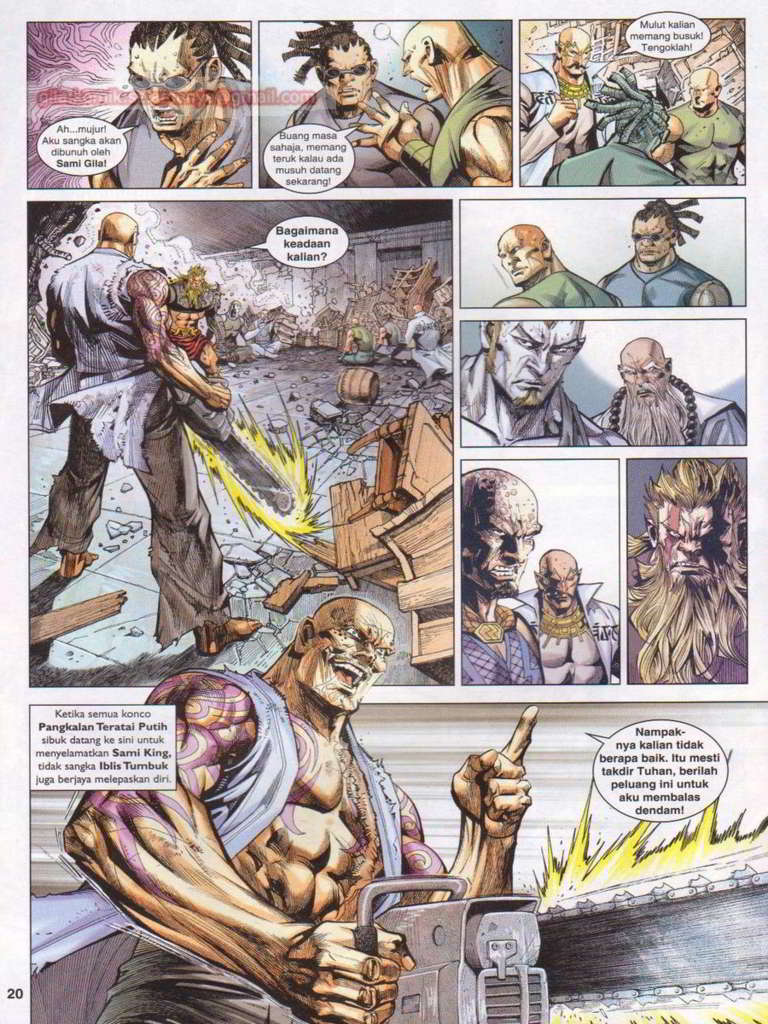 Ah...mujur!
Aku sangka akan
dibunuh oleh
Sami Gila!
Buang masa
sahaja, memang
teruk kalau ada
musuh datang
sekarang!
Mulut kalian
memang busuk!
Tengoklah!
Bagaimana
keadaan
kalian?
Ketika semua konco
Pangkalan Teratai Putih
sibuk datang ke sini untuk
menyelamatkan Sami King,
tidak sangka Iblis Tumbuk
juga berjaya melepaskan diri.
Nampak-
nya kalian tidak
berapa baik. Itu mesti
takdir Tuhan, berilah
peluang ini untuk
aku membalas
dendam!
20